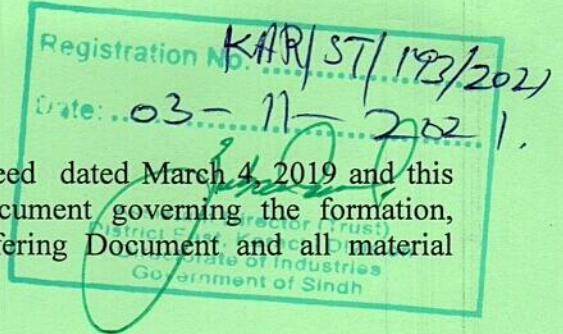 Registration No. KAR/ST/193/2021
Date: 03-11-2021.
eed dated March 4, 2019 and this
ocument governing the formation,
Director (Trust)
fering Document and all material
District East, Karachi
Directorate of Industries
Government of Sindh